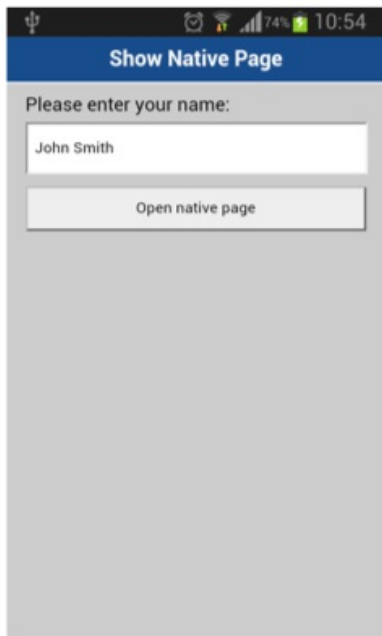 74% 10:54
Show Native Page
Please enter your name:
John Smith
Open native page